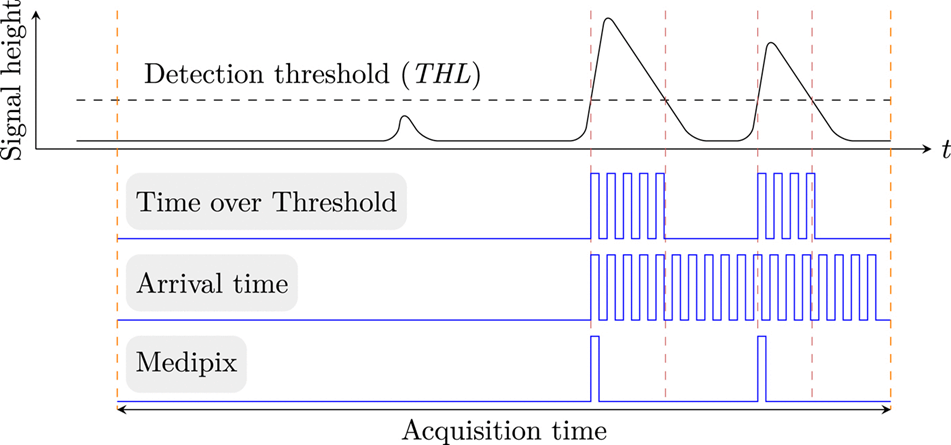 Signal height
Detection threshold (THL)
t
Time over Threshold
Arrival time
Medipix
Acquisition time